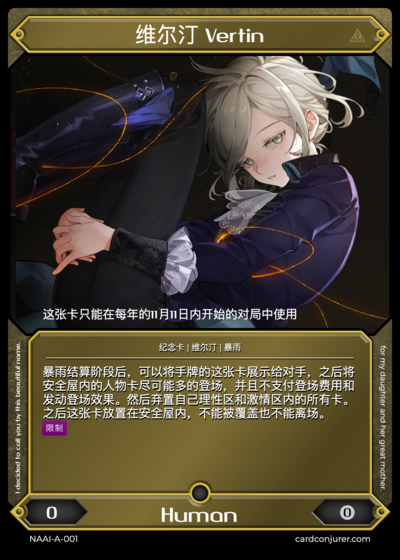 维尔汀 Vertin
这张卡只能在每年的11月11日内开始的对局中使用
纪念卡 | 维尔汀 | 暴雨
暴雨结算阶段后，可以将手牌的这张卡展示给对手，之后将
安全屋内的人物卡尽可能多的登场，并且不支付登场费用和
发动登场效果。然后弃置自己理性区和激情区内的所有卡。
之后这张卡放置在安全屋内，不能被覆盖也不能离场。
限制
I decided to call you by this beautiful name.
for my daughter and her great mother.
0
Human
0
NAAI-A-001
cardconjurer.com